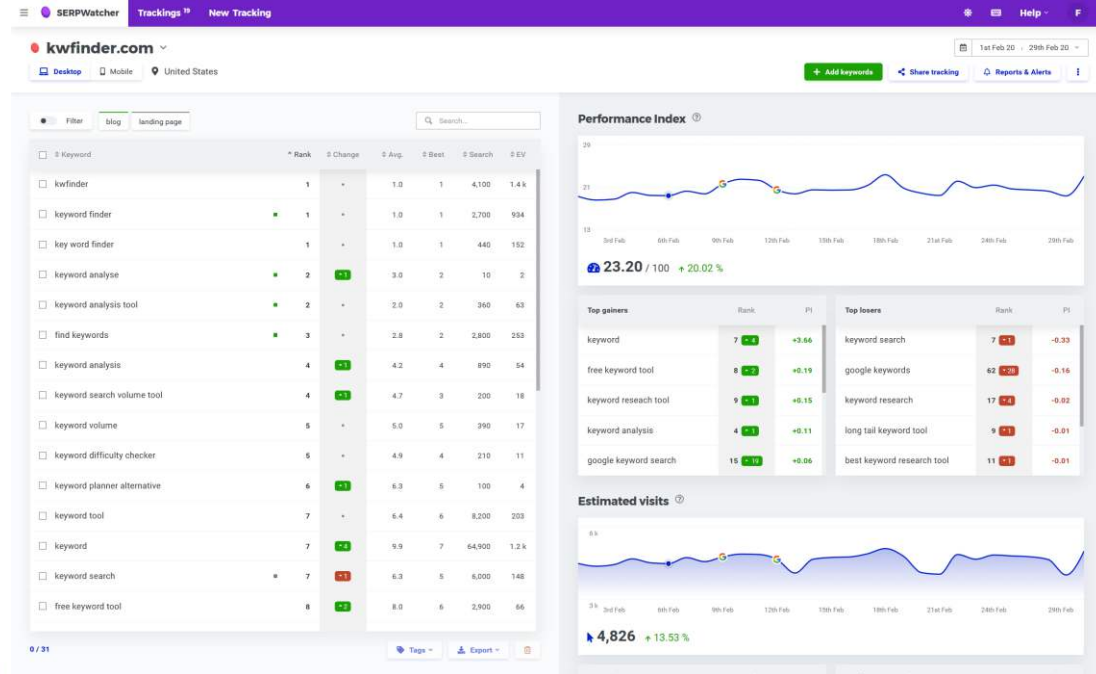 SERPWatcher Trackings 19 New Tracking Help F
kwfinder.com
1st Feb 20 - 29th Feb 20
Desktop Mobile United States
+ Add keywords Share tracking Reports & Alerts
Filter blog landing page Search...
Keyword Rank Change Avg. Best Search EV
kwfinder 1 1.0 1 4,100 1.4 k
keyword finder 1 1.0 1 2,700 934
key word finder 1 1.0 1 440 152
keyword analyse 2 1 3.0 2 10 2
keyword analysis tool 2 2.0 2 360 63
find keywords 3 2.8 2 2,800 253
keyword analysis 4 1 4.2 4 890 54
keyword search volume tool 4 1 4.7 3 200 18
keyword volume 5 5.0 5 390 17
keyword difficulty checker 5 4.9 4 210 11
keyword planner alternative 6 1 6.3 5 100 4
keyword tool 7 6.4 6 8,200 203
keyword 7 4 9.9 7 64,900 1.2 k
keyword search 7 1 6.3 5 6,000 148
free keyword tool 8 2 8.0 6 2,900 66
0 / 31 Tags Export
Performance Index
29
21
13
3rd Feb 6th Feb 9th Feb 12th Feb 15th Feb 18th Feb 21st Feb 24th Feb 29th Feb
23.20 / 100 20.02 %
Top gainers Rank PI
keyword 7 4 +3.66
free keyword tool 8 2 +0.19
keyword reseach tool 9 1 +0.15
keyword analysis 4 1 +0.11
google keyword search 15 19 +0.06
Top losers Rank PI
keyword search 7 1 -0.33
google keywords 62 28 -0.16
keyword research 17 4 -0.02
long tail keyword tool 9 1 -0.01
best keyword research tool 11 1 -0.01
Estimated visits
6 k
3 k
3rd Feb 6th Feb 9th Feb 12th Feb 15th Feb 18th Feb 21st Feb 24th Feb 29th Feb
4,826 13.53 %